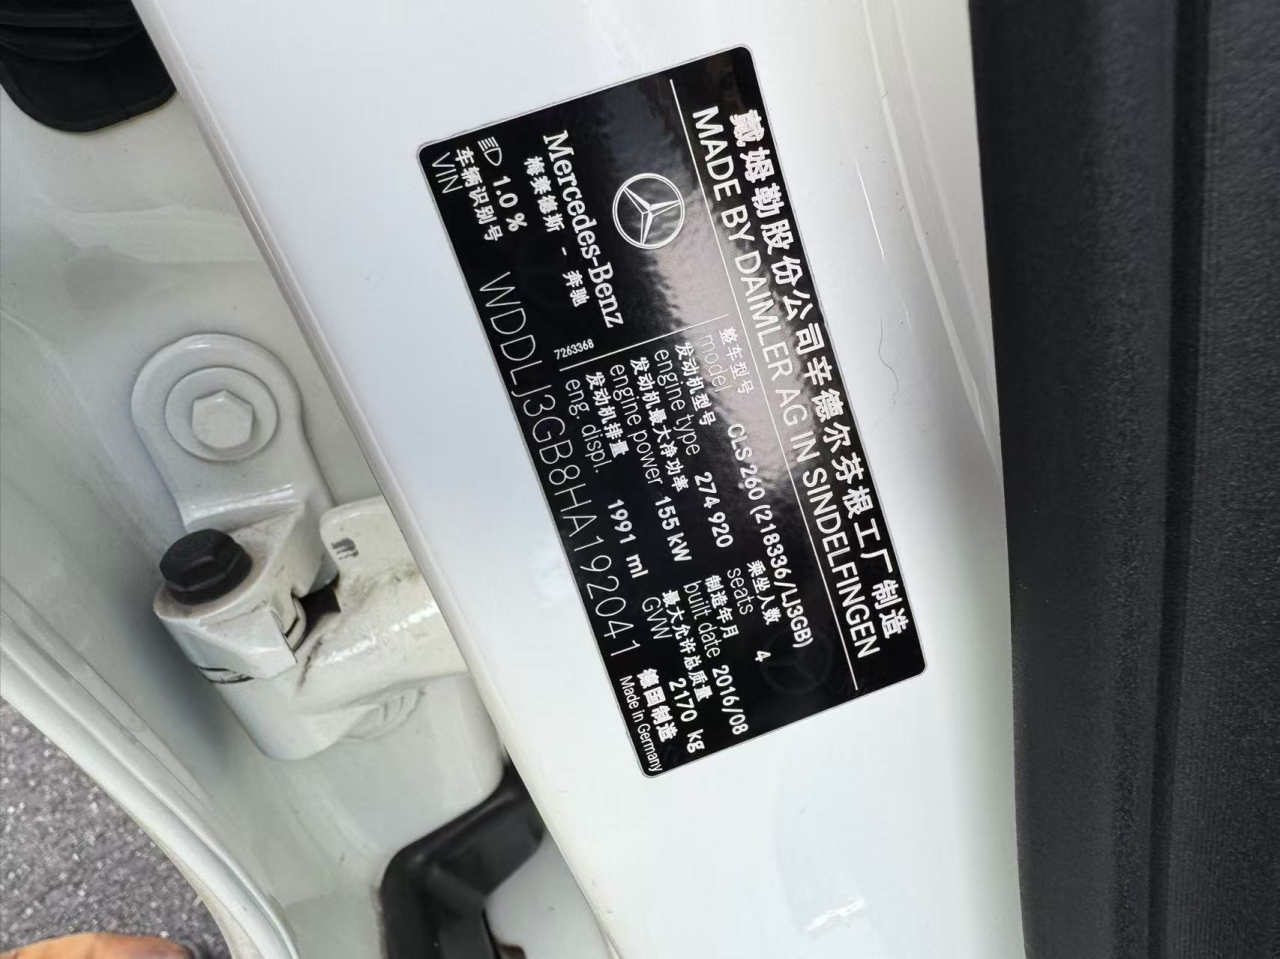 戴姆勒股份公司辛德尔芬根工厂制造
MADE BY DAIMLER AG IN SINDELFINGEN
整车型号
model
CLS 260 (218336/LJ3GB)
发动机型号
engine type
274 920
乘坐人数
seats
4
发动机最大净功率
engine power
155 kW
制造年月
built date
2016/08
发动机排量
eng. displ.
1991 ml
最大允许总质量
GVW
2170 kg
Mercedes-Benz
梅赛德斯 - 奔驰
7263368
1.0 %
车辆识别号
VIN
WDDLJ3GB8HA192041
德国制造
Made in Germany